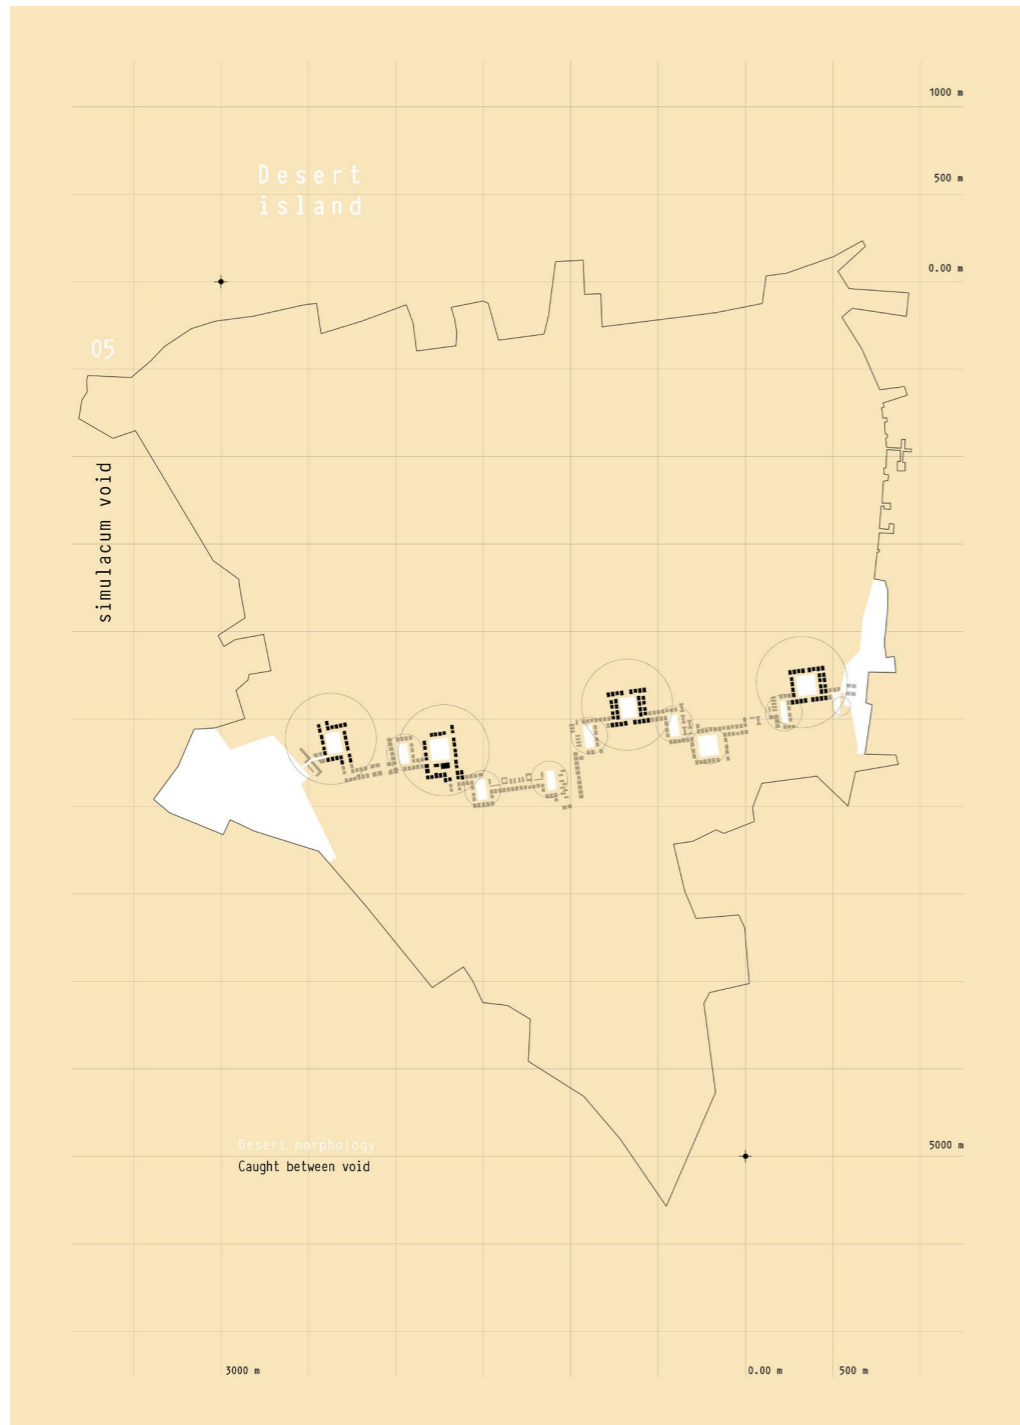 1000 m
500 m
Desert
island
0.00 m
05
simulacum void
Desert morphology
Caught between void
5000 m
3000 m
0.00 m
500 m